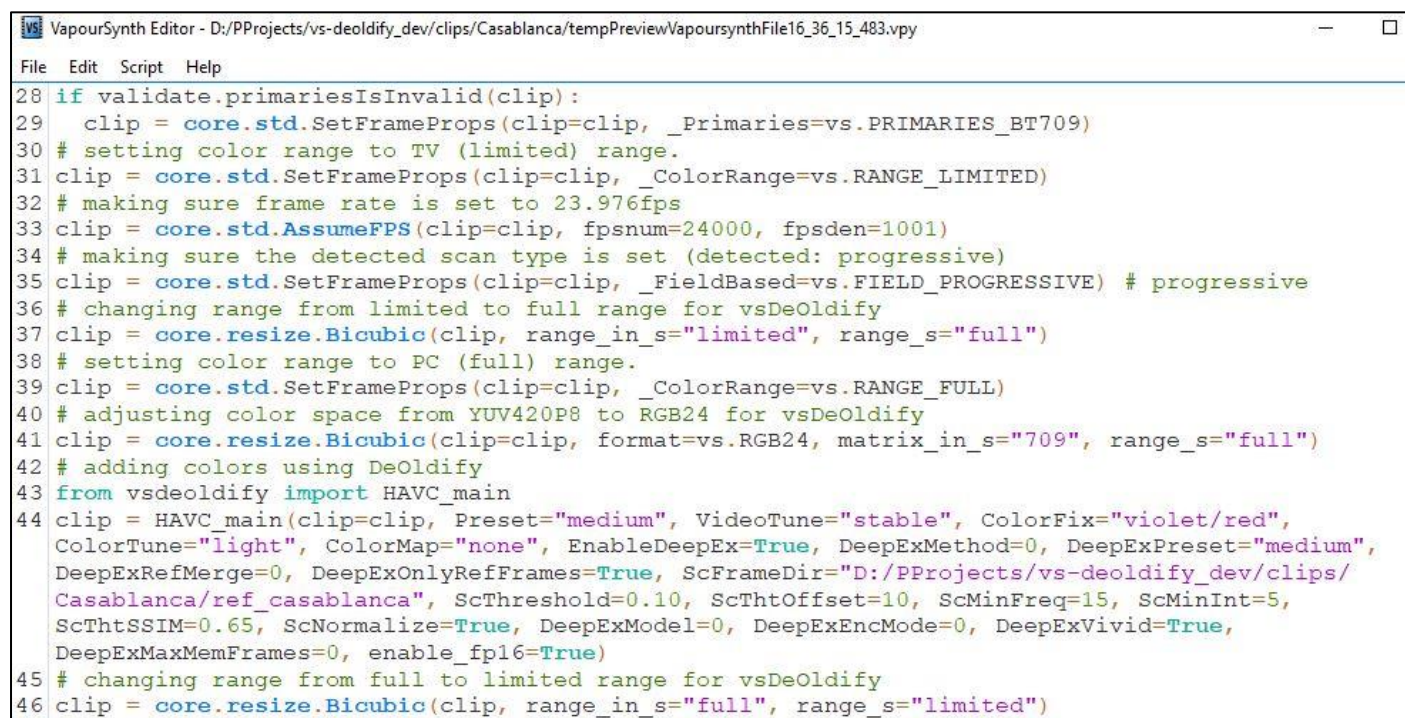 VS VapourSynth Editor - D:/PProjects/vs-deoldify_dev/clips/Casablanca/tempPreviewVapoursynthFile16_36_15_483.vpy
File Edit Script Help
28 if validate.primariesIsInvalid(clip):
29   clip = core.std.SetFrameProps(clip=clip, _Primaries=vs.PRIMARIES_BT709)
30 # setting color range to TV (limited) range.
31 clip = core.std.SetFrameProps(clip=clip, _ColorRange=vs.RANGE_LIMITED)
32 # making sure frame rate is set to 23.976fps
33 clip = core.std.AssumeFPS(clip=clip, fpsnum=24000, fpsden=1001)
34 # making sure the detected scan type is set (detected: progressive)
35 clip = core.std.SetFrameProps(clip=clip, _FieldBased=vs.FIELD_PROGRESSIVE) # progressive
36 # changing range from limited to full range for vsDeOldify
37 clip = core.resize.Bicubic(clip, range_in_s="limited", range_s="full")
38 # setting color range to PC (full) range.
39 clip = core.std.SetFrameProps(clip=clip, _ColorRange=vs.RANGE_FULL)
40 # adjusting color space from YUV420P8 to RGB24 for vsDeOldify
41 clip = core.resize.Bicubic(clip=clip, format=vs.RGB24, matrix_in_s="709", range_s="full")
42 # adding colors using DeOldify
43 from vsdeoldify import HAVC_main
44 clip = HAVC_main(clip=clip, Preset="medium", VideoTune="stable", ColorFix="violet/red",
ColorTune="light", ColorMap="none", EnableDeepEx=True, DeepExMethod=0, DeepExPreset="medium",
DeepExRefMerge=0, DeepExOnlyRefFrames=True, ScFrameDir="D:/PProjects/vs-deoldify_dev/clips/
Casablanca/ref_casablanca", ScThreshold=0.10, ScThtOffset=10, ScMinFreq=15, ScMinInt=5,
ScThtSSIM=0.65, ScNormalize=True, DeepExModel=0, DeepExEncMode=0, DeepExVivid=True,
DeepExMaxMemFrames=0, enable_fp16=True)
45 # changing range from full to limited range for vsDeOldify
46 clip = core.resize.Bicubic(clip, range_in_s="full", range_s="limited")